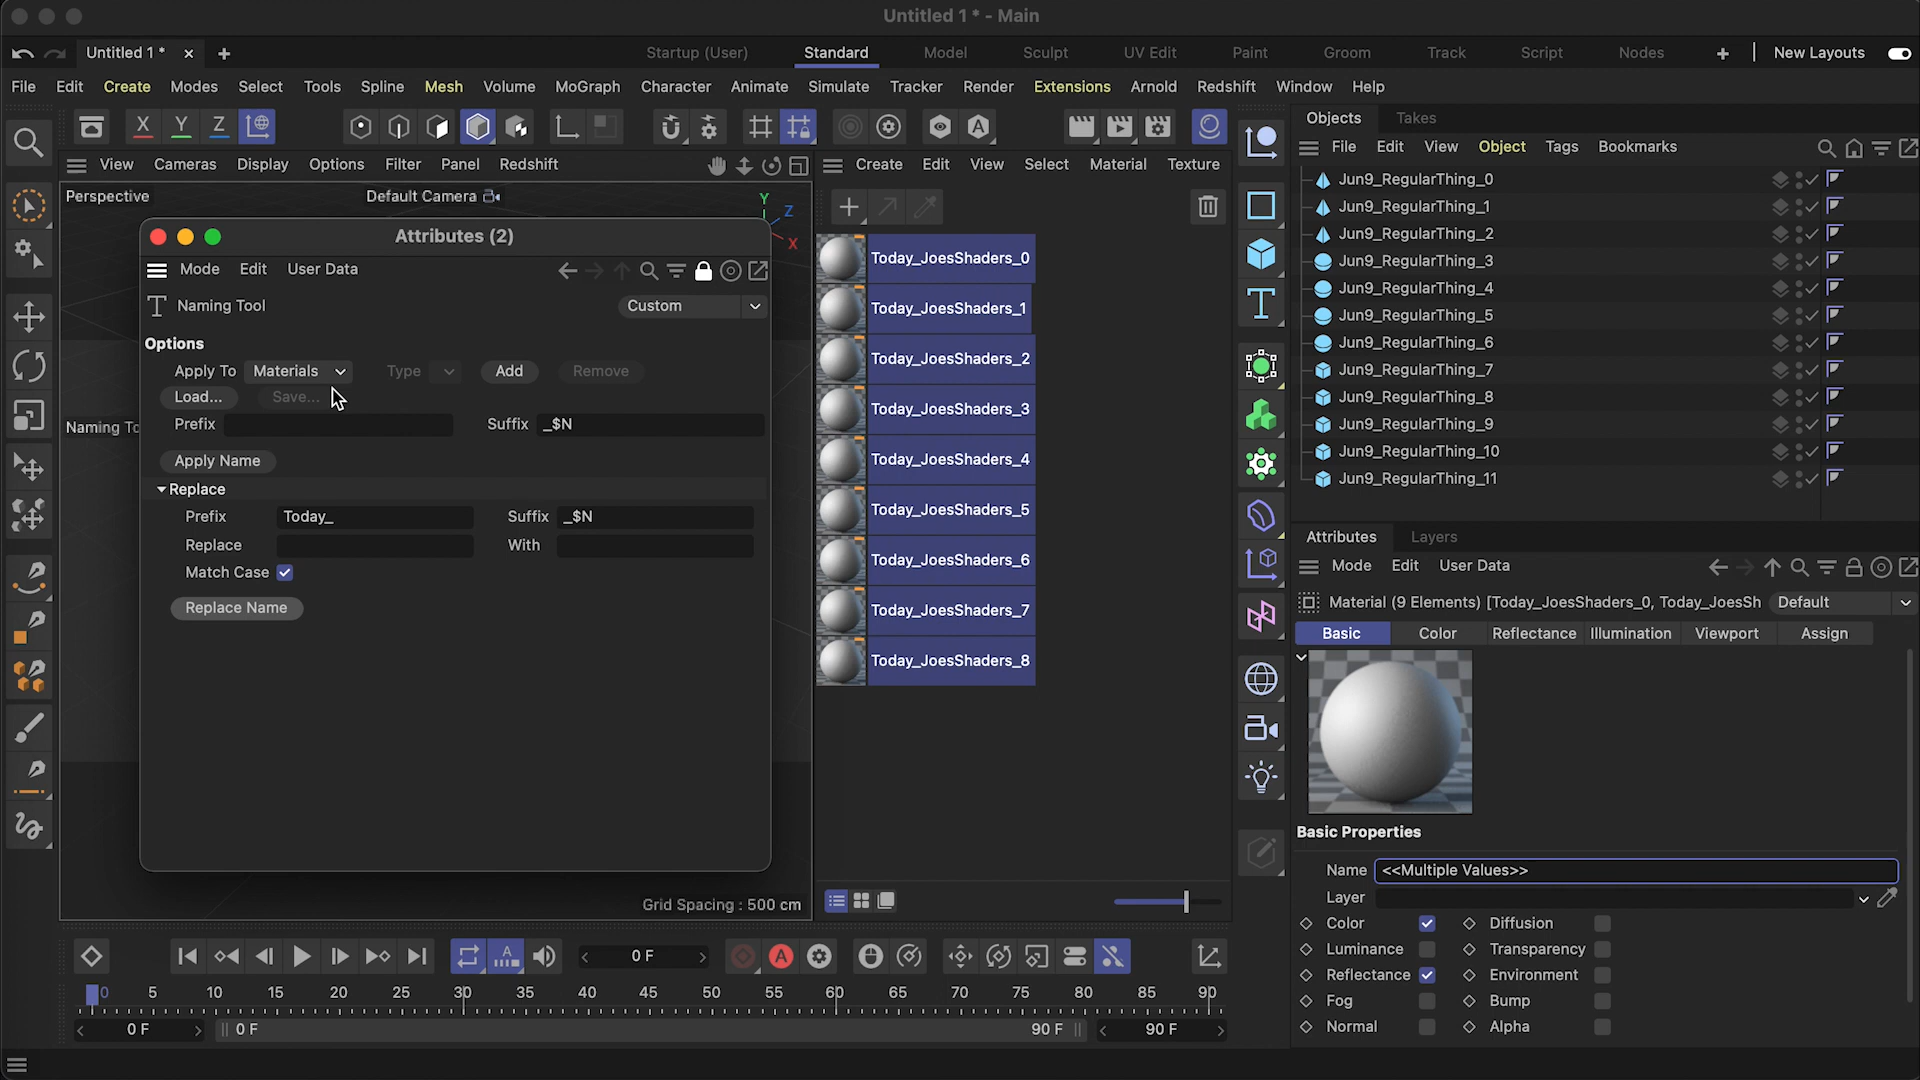 Untitled 1 * - Main
Untitled 1 *
Startup (User) Standard Model Sculpt UV Edit Paint Groom Track Script Nodes New Layouts
File Edit Create Modes Select Tools Spline Mesh Volume MoGraph Character Animate Simulate Tracker Render Extensions Arnold Redshift Window Help
X Y Z
Objects Takes
View Cameras Display Options Filter Panel Redshift
Create Edit View Select Material Texture
File Edit View Object Tags Bookmarks
Perspective
Default Camera
Y
Z
X
Naming To
Attributes (2)
Mode Edit User Data
Naming Tool
Custom
Options
Apply To Materials Type Add Remove
Load... Save...
Prefix Suffix _$N
Apply Name
Replace
Prefix Today_ Suffix _$N
Replace With
Match Case
Replace Name
Grid Spacing : 500 cm
Today_JoesShaders_0
Today_JoesShaders_1
Today_JoesShaders_2
Today_JoesShaders_3
Today_JoesShaders_4
Today_JoesShaders_5
Today_JoesShaders_6
Today_JoesShaders_7
Today_JoesShaders_8
Jun9_RegularThing_0
Jun9_RegularThing_1
Jun9_RegularThing_2
Jun9_RegularThing_3
Jun9_RegularThing_4
Jun9_RegularThing_5
Jun9_RegularThing_6
Jun9_RegularThing_7
Jun9_RegularThing_8
Jun9_RegularThing_9
Jun9_RegularThing_10
Jun9_RegularThing_11
Attributes Layers
Mode Edit User Data
Material (9 Elements) [Today_JoesShaders_0, Today_JoesSh Default
Basic Color Reflectance Illumination Viewport Assign
Basic Properties
Name <<Multiple Values>>
Layer
Color Diffusion
Luminance Transparency
Reflectance Environment
Fog Bump
Normal Alpha
0 F
0 5 10 15 20 25 30 35 40 45 50 55 60 65 70 75 80 85 90
0 F 0 F 90 F 90 F